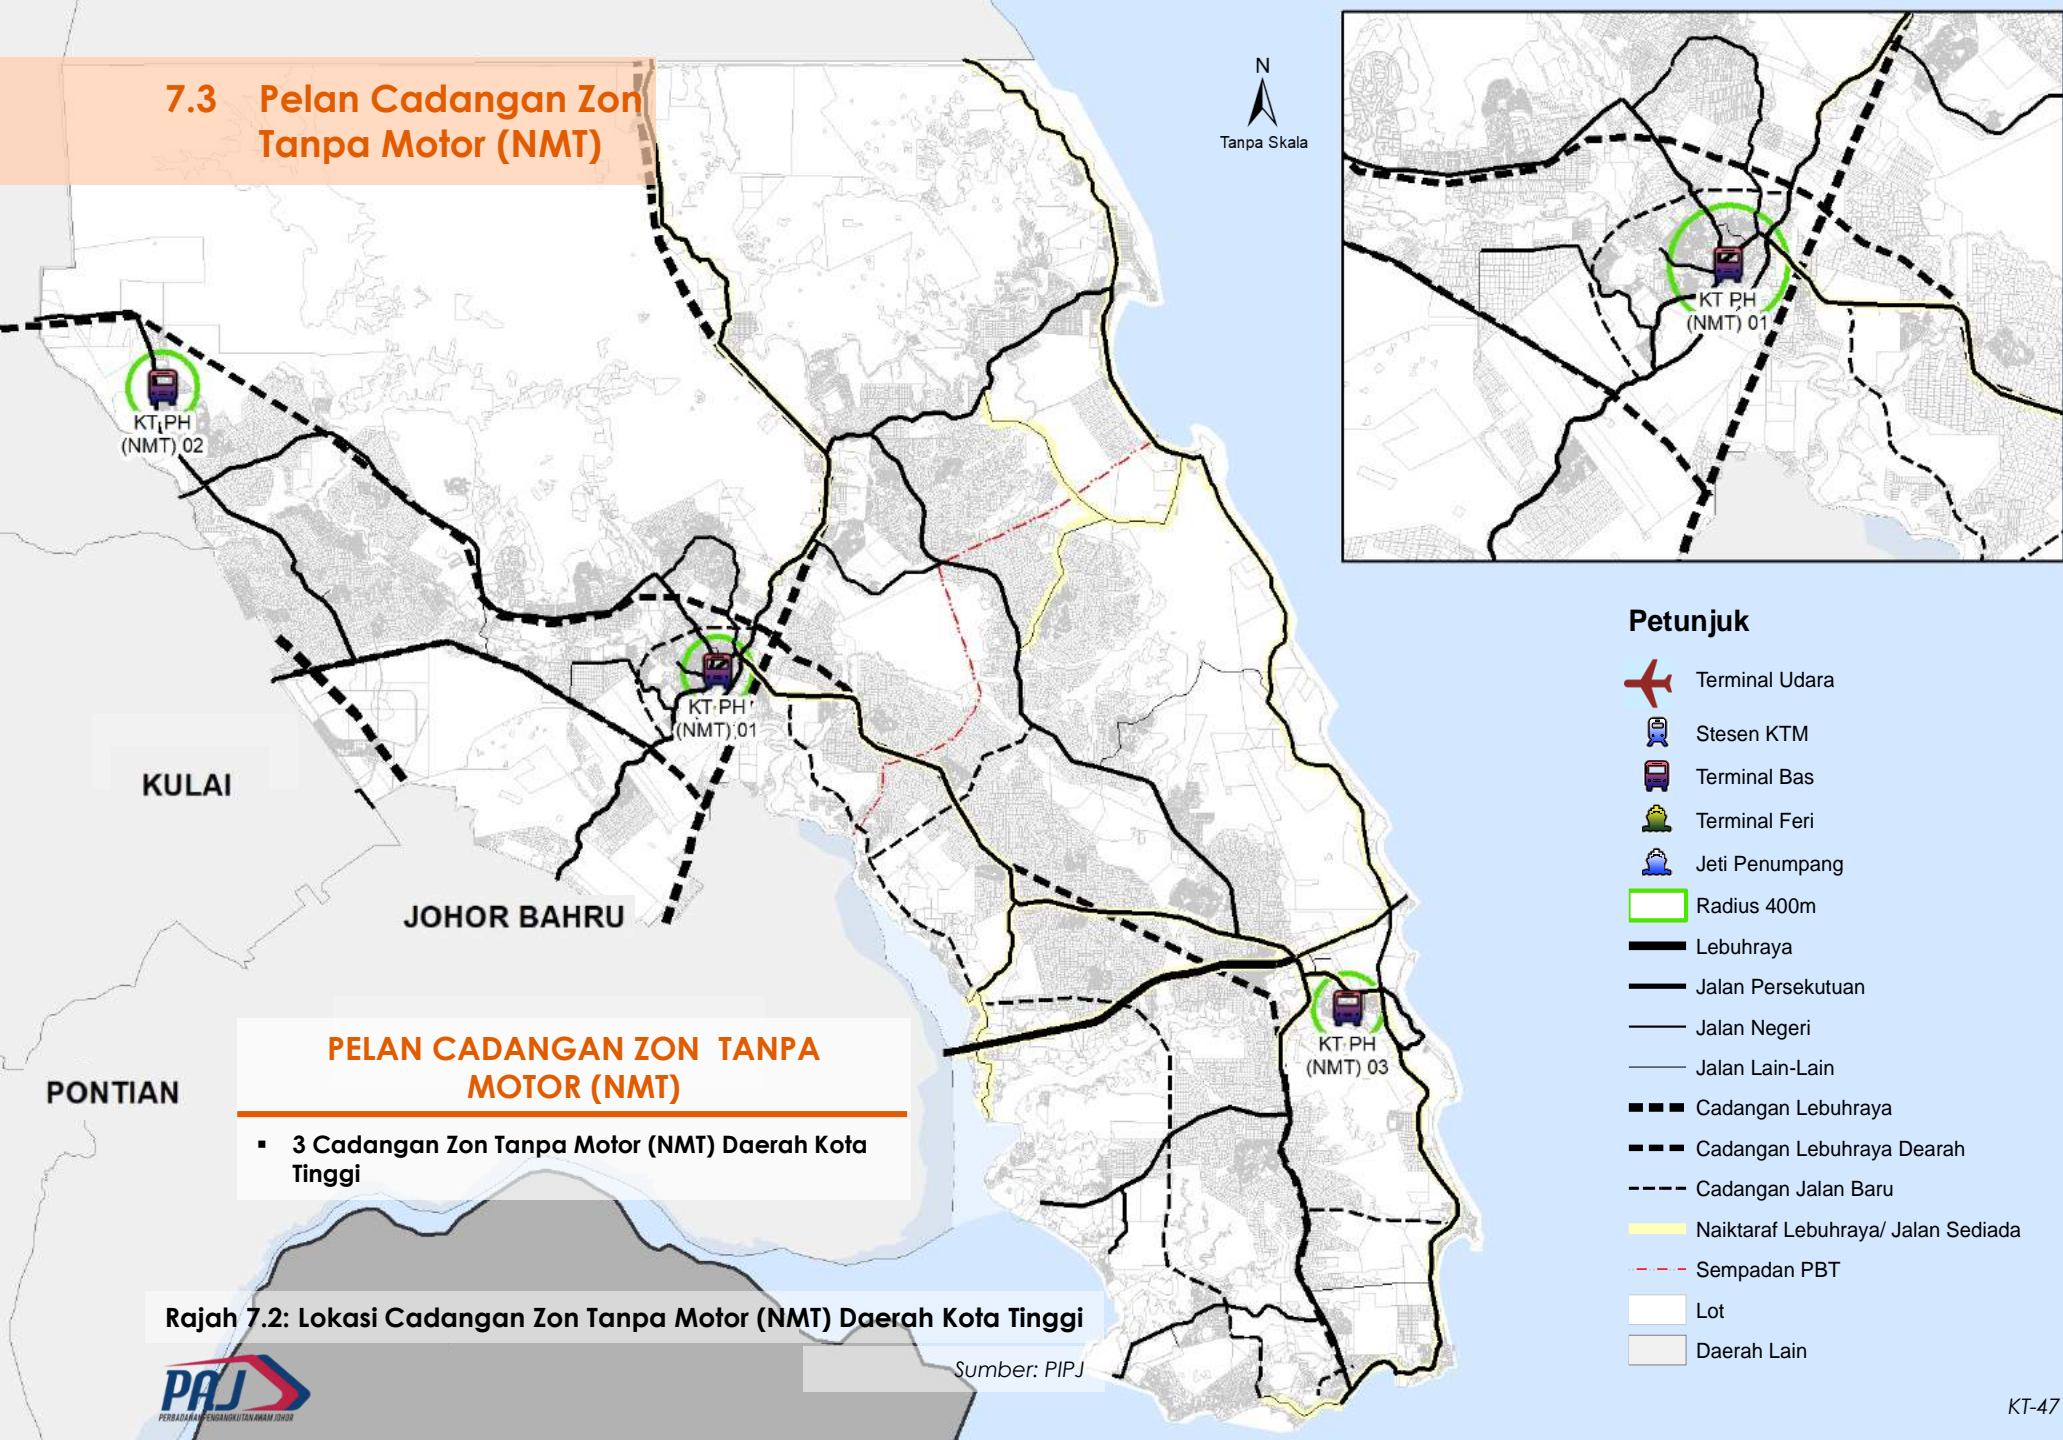 7.3 Pelan Cadangan Zon
Tanpa Motor (NMT)
N
Tanpa Skala
KT PH
(NMT) 01
KT PH
(NMT) 02
KT PH
(NMT) 01
KULAI
JOHOR BAHRU
PONTIAN
KT PH
(NMT) 03
PELAN CADANGAN ZON TANPA
MOTOR (NMT)
▪ 3 Cadangan Zon Tanpa Motor (NMT) Daerah Kota
Tinggi
Petunjuk
Terminal Udara
Stesen KTM
Terminal Bas
Terminal Feri
Jeti Penumpang
Radius 400m
Lebuhraya
Jalan Persekutuan
Jalan Negeri
Jalan Lain-Lain
Cadangan Lebuhraya
Cadangan Lebuhraya Dearah
Cadangan Jalan Baru
Naiktaraf Lebuhraya/ Jalan Sediada
Sempadan PBT
Lot
Daerah Lain
Rajah 7.2: Lokasi Cadangan Zon Tanpa Motor (NMT) Daerah Kota Tinggi
Sumber: PIPJ
PAJ
PERBADANAN PENGANGKUTAN AWAM JOHOR
KT-47